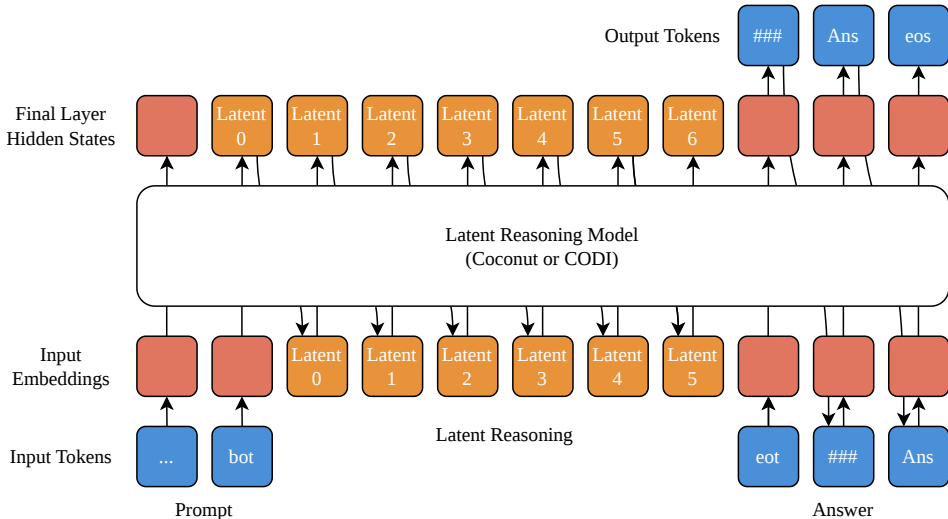 Output Tokens
###
Ans
eos
Final Layer
Hidden States
Latent
0
Latent
1
Latent
2
Latent
3
Latent
4
Latent
5
Latent
6
Latent Reasoning Model
(Coconut or CODI)
Input
Embeddings
Latent
0
Latent
1
Latent
2
Latent
3
Latent
4
Latent
5
Latent Reasoning
Input Tokens
...
bot
eot
###
Ans
Prompt
Answer